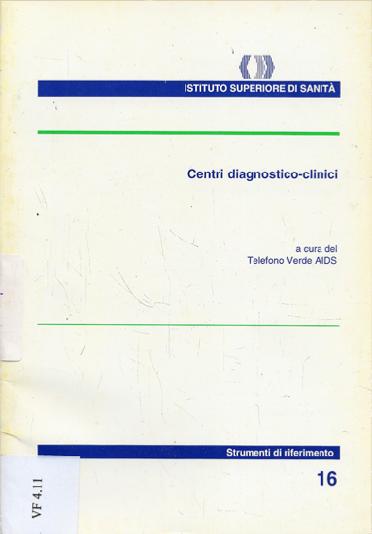 ISTITUTO SUPERIORE DI SANITÀ
Centri diagnostico-clinici
a cura del
Telefono Verde AIDS
Strumenti di riferimento
16
VF 4.11